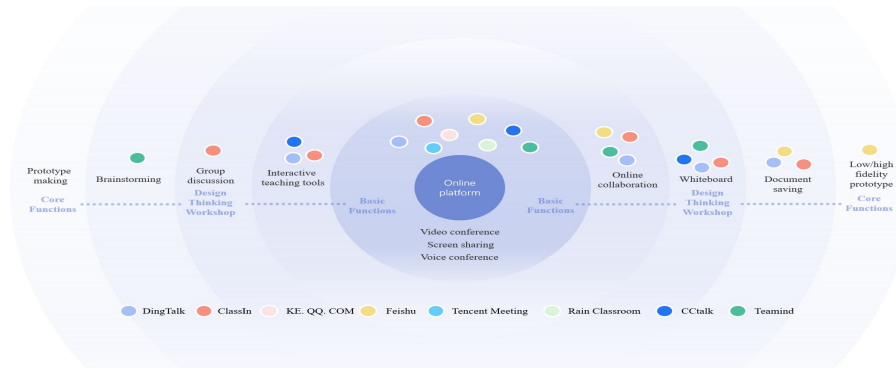 Online
platform
Prototype
making
Brainstorming
Group
discussion
Interactive
teaching tools
Online
collaboration
Whiteboard
Document
saving
Low/high
fidelity
prototype
Core
Functions
Design
Thinking
Workshop
Basic
Functions
Basic
Functions
Design
Thinking
Workshop
Core
Functions
Video conference
Screen sharing
Voice conference
DingTalk
ClassIn
KE. QQ. COM
Feishu
Tencent Meeting
Rain Classroom
CCtalk
Teamind